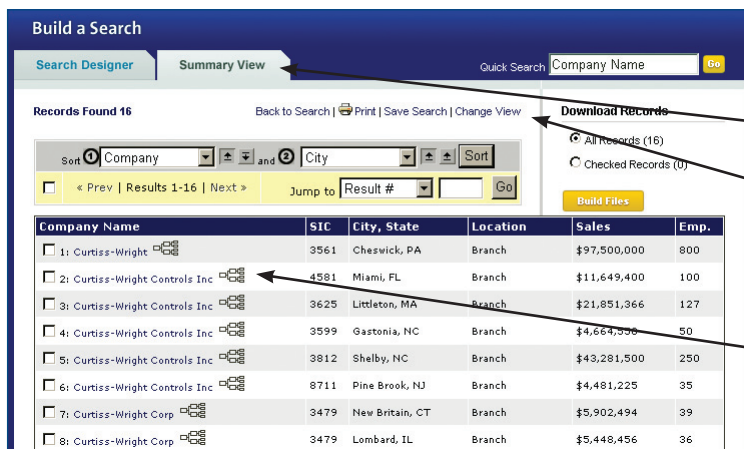 Build a Search
Search Designer Summary View Quick Search Company Name Go
Records Found 16 Back to Search | Print | Save Search | Change View Download Records
All Records (16)
Sort 1 Company and 2 City Sort
Checked Records (0)
« Prev | Results 1-16 | Next » Jump to Result # Go
Build Files
Company Name SIC City, State Location Sales Emp.
1: Curtiss-Wright 3561 Cheswick, PA Branch $97,500,000 800
2: Curtiss-Wright Controls Inc 4581 Miami, FL Branch $11,649,400 100
3: Curtiss-Wright Controls Inc 3625 Littleton, MA Branch $21,851,366 127
4: Curtiss-Wright Controls Inc 3599 Gastonia, NC Branch 50
5: Curtiss-Wright Controls Inc 3812 Shelby, NC Branch $43,281,500 250
6: Curtiss-Wright Controls Inc 8711 Pine Brook, NJ Branch $4,481,225 35
7: Curtiss-Wright Corp 3479 New Britain, CT Branch $5,902,494 39
8: Curtiss-Wright Corp 3479 Lombard, IL Branch $5,448,456 36